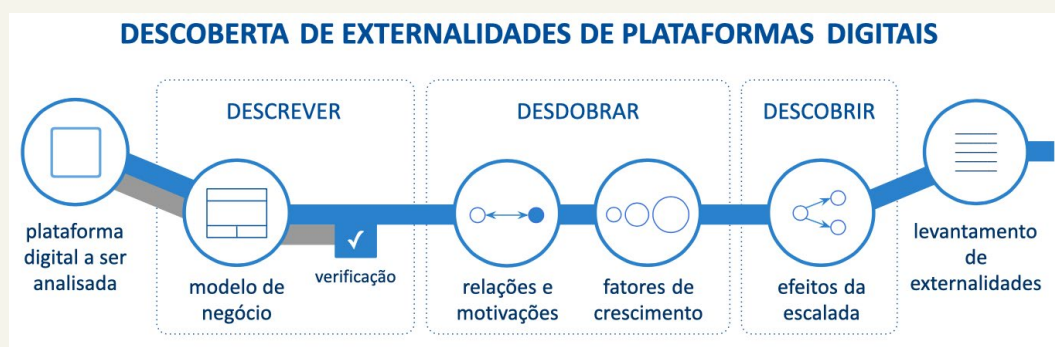 DESCOBERTA DE EXTERNALIDADES DE PLATAFORMAS DIGITAIS
DESCREVER
DESDOBRAR
DESCOBRIR
plataforma
digital a ser
analisada
modelo de
negócio
verificação
relações e
motivações
fatores de
crescimento
efeitos da
escalada
levantamento
de
externalidades